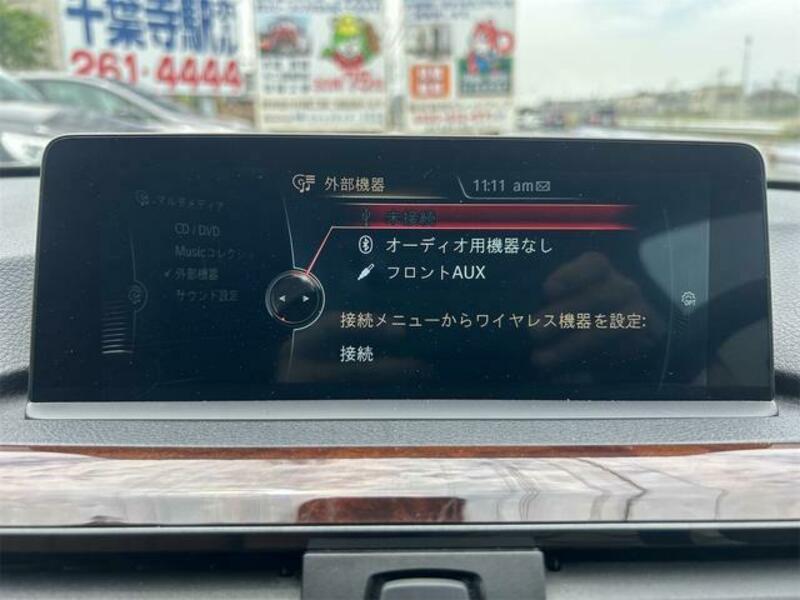 千葉寺駅
261-4444
外部機器
11:11 am
マルチメディア
CD / DVD
Musicコレクシ
外部機器
サウンド設定
未接続
オーディオ用機器なし
フロントAUX
接続メニューからワイヤレス機器を設定:
接続
OPT